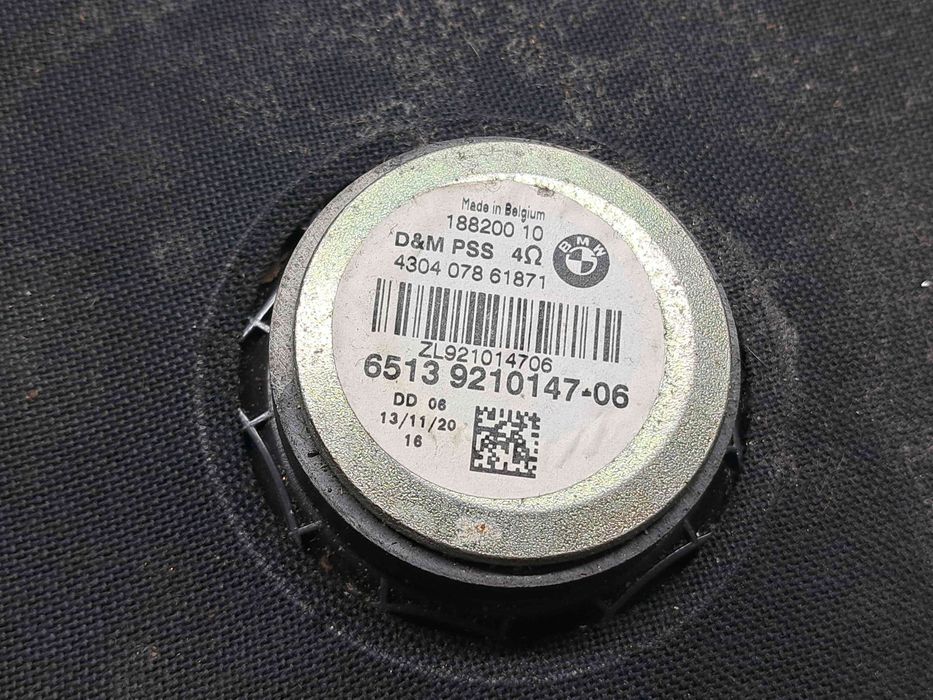 Made in Belgium
188200 10
D&M PSS 4Ω
BMW
4304 078 61871
ZL921014706
6513 9210147-06
DD 06
13/11/20
16